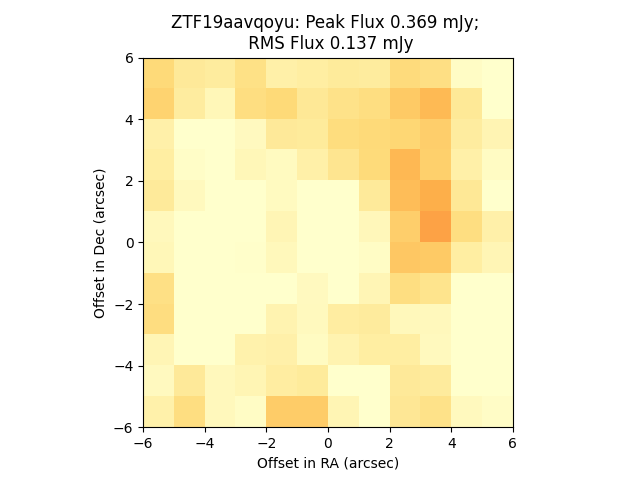 ZTF19aavqoyu: Peak Flux 0.369 mJy;
RMS Flux 0.137 mJy
6
4
2
0
−2
−4
−6
Offset in Dec (arcsec)
−6 −4 −2 0 2 4 6
Offset in RA (arcsec)